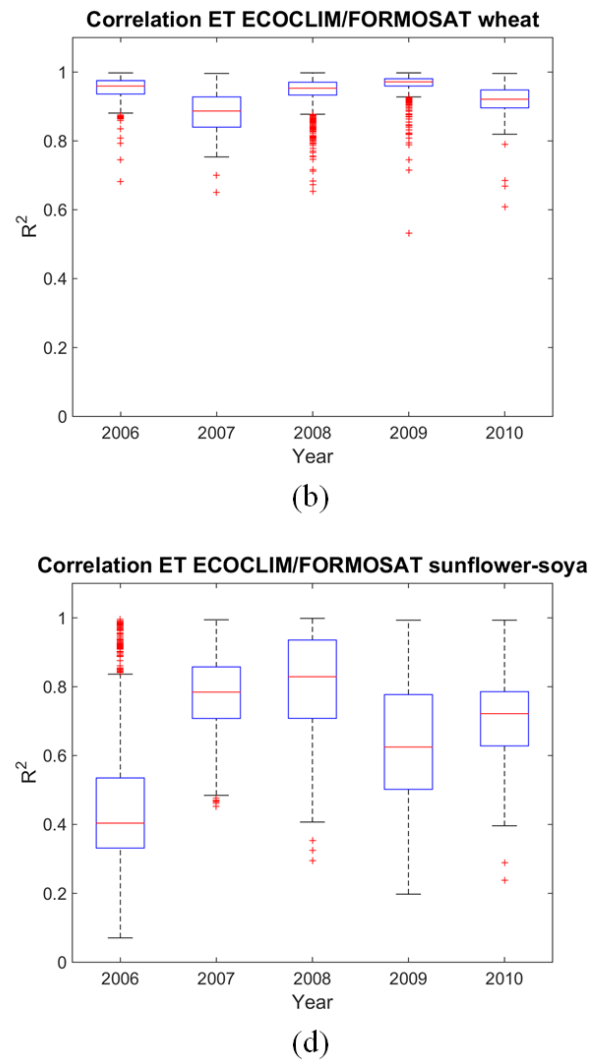 Correlation ET ECOCLIM/FORMOSAT wheat
1
0.8
0.6
0.4
0.2
0
R²
2006 2007 2008 2009 2010
Year
(b)
Correlation ET ECOCLIM/FORMOSAT sunflower-soya
1
0.8
0.6
0.4
0.2
0
R²
2006 2007 2008 2009 2010
Year
(d)